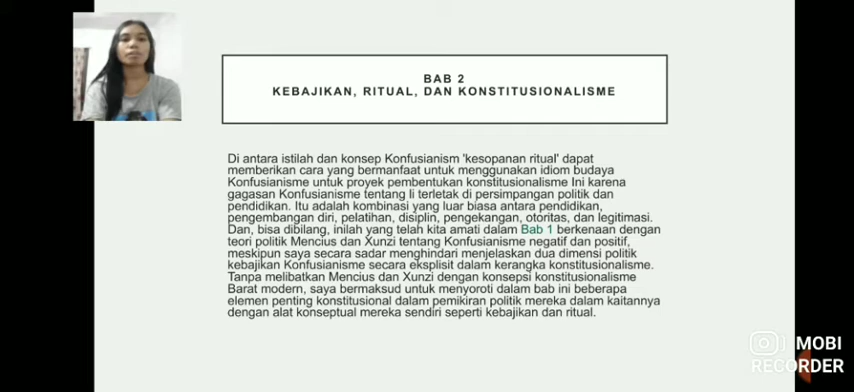 BAB 2
KEBAJIKAN, RITUAL, DAN KONSTITUSIONALISME
Di antara istilah dan konsep Konfusianism 'kesopanan ritual' dapat
memberikan cara yang bermanfaat untuk menggunakan idiom budaya
Konfusianisme untuk proyek pembentukan konstitusionalisme Ini karena
gagasan Konfusianisme tentang li terletak di persimpangan politik dan
pendidikan. Itu adalah kombinasi yang luar biasa antara pendidikan,
pengembangan diri, pelatihan, disiplin, pengekangan, otoritas, dan legitimasi.
Dan, bisa dibilang, inilah yang telah kita amati dalam Bab 1 berkenaan dengan
teori politik Mencius dan Xunzi tentang Konfusianisme negatif dan positif,
meskipun saya secara sadar menghindari menjelaskan dua dimensi politik
kebajikan Konfusianisme secara eksplisit dalam kerangka konstitusionalisme.
Tanpa melibatkan Mencius dan Xunzi dengan konsepsi konstitusionalisme
Barat modern, saya bermaksud untuk menyoroti dalam bab ini beberapa
elemen penting konstitusional dalam pemikiran politik mereka dalam kaitannya
dengan alat konseptual mereka sendiri seperti kebajikan dan ritual.
MOBI
RECORDER